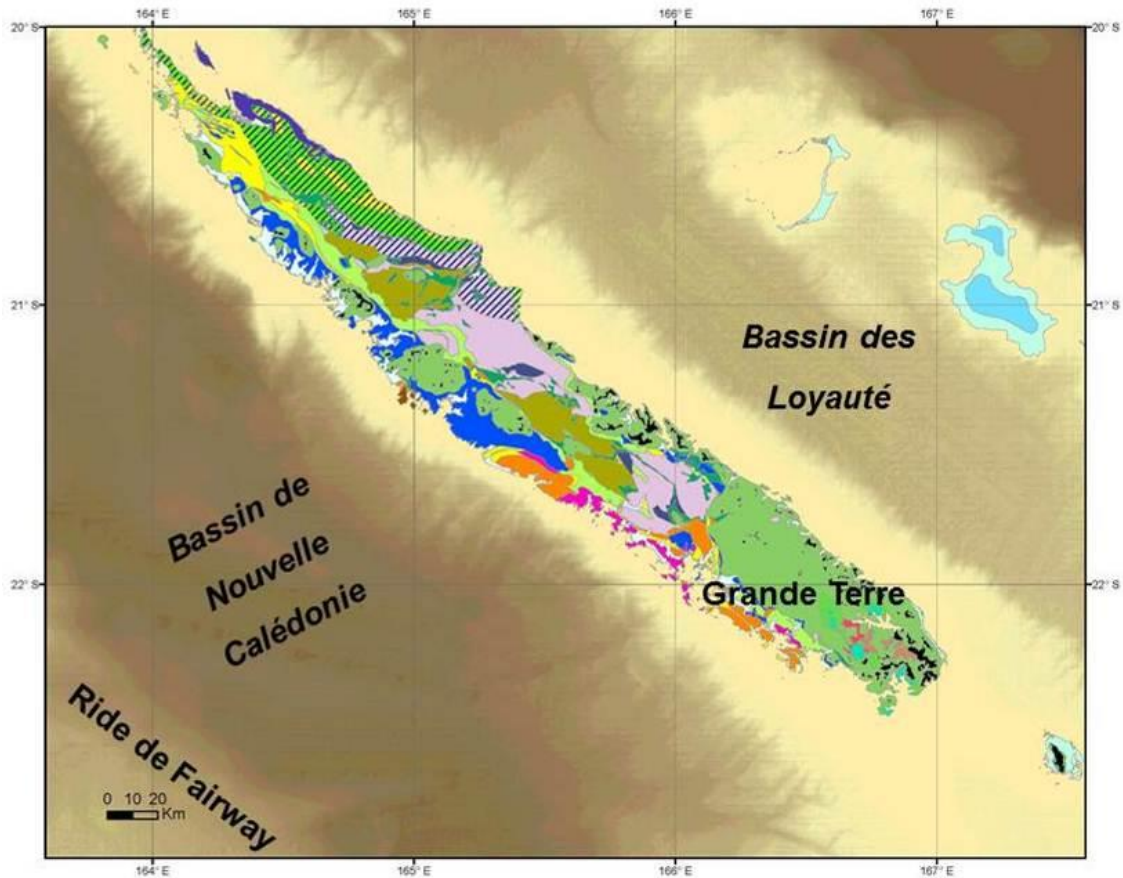 164° E 165° E 166° E 167° E
20° S 20° S
21° S 21° S
Bassin des
Loyauté
Bassin de
Nouvelle
Calédonie
22° S 22° S
Grande Terre
Ride de Fairway
0 10 20
Km
164° E 165° E 166° E 167° E